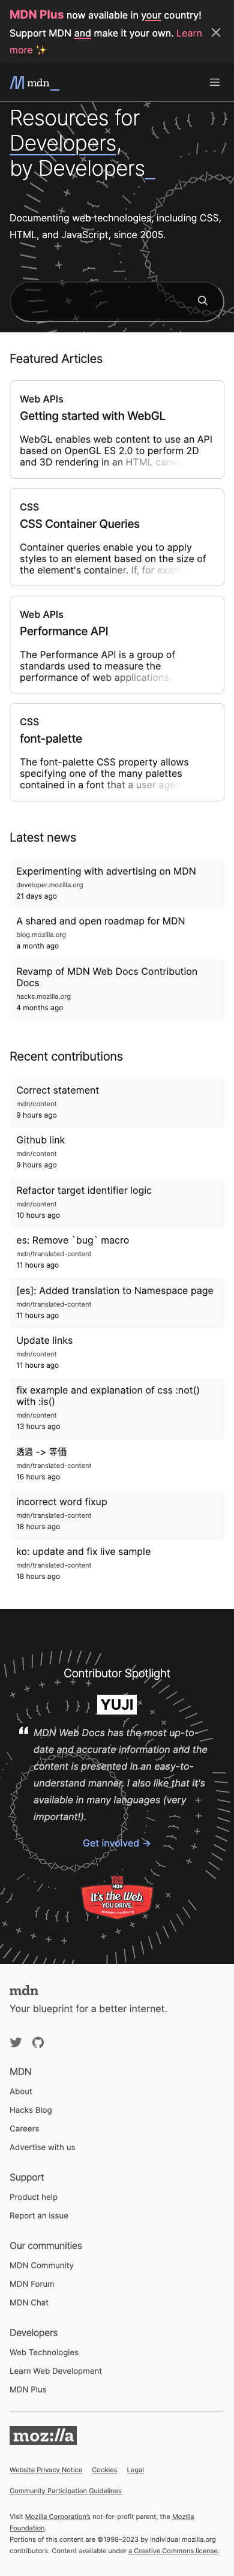 MDN Plus now available in your country!
Support MDN and make it your own. Learn
more ✨
mdn_
Resources for
Developers,
by Developers_
Documenting web technologies, including CSS,
HTML, and JavaScript, since 2005.
Featured Articles
Web APIs
Getting started with WebGL
WebGL enables web content to use an API
based on OpenGL ES 2.0 to perform 2D
and 3D rendering in an HTML canv
CSS
CSS Container Queries
Container queries enable you to apply
styles to an element based on the size of
the element's container. If, for exam
Web APIs
Performance API
The Performance API is a group of
standards used to measure the
performance of web applications.
CSS
font-palette
The font-palette CSS property allows
specifying one of the many palettes
contained in a font that a user agen
Latest news
Experimenting with advertising on MDN
developer.mozilla.org
21 days ago
A shared and open roadmap for MDN
blog.mozilla.org
a month ago
Revamp of MDN Web Docs Contribution
Docs
hacks.mozilla.org
4 months ago
Recent contributions
Correct statement
mdn/content
9 hours ago
Github link
mdn/content
9 hours ago
Refactor target identifier logic
mdn/content
10 hours ago
es: Remove `bug` macro
mdn/translated-content
11 hours ago
[es]: Added translation to Namespace page
mdn/translated-content
11 hours ago
Update links
mdn/content
11 hours ago
fix example and explanation of css :not()
with :is()
mdn/content
13 hours ago
透過 -> 等価
mdn/translated-content
16 hours ago
incorrect word fixup
mdn/translated-content
18 hours ago
ko: update and fix live sample
mdn/translated-content
18 hours ago
Contributor Spotlight
YUJI
MDN Web Docs has the most up-to-
date and accurate information and the
content is presented in an easy-to-
understand manner. I also like that it's
available in many languages (very
important!).
Get involved →
MDN
It's the Web
YOU DRIVE.
mdn
Your blueprint for a better internet.
MDN
About
Hacks Blog
Careers
Advertise with us
Support
Product help
Report an issue
Our communities
MDN Community
MDN Forum
MDN Chat
Developers
Web Technologies
Learn Web Development
MDN Plus
moz://a
Website Privacy Notice Cookies Legal
Community Participation Guidelines
Visit Mozilla Corporation's not-for-profit parent, the Mozilla
Foundation.
Portions of this content are ©1998–2023 by individual mozilla.org
contributors. Content available under a Creative Commons license.